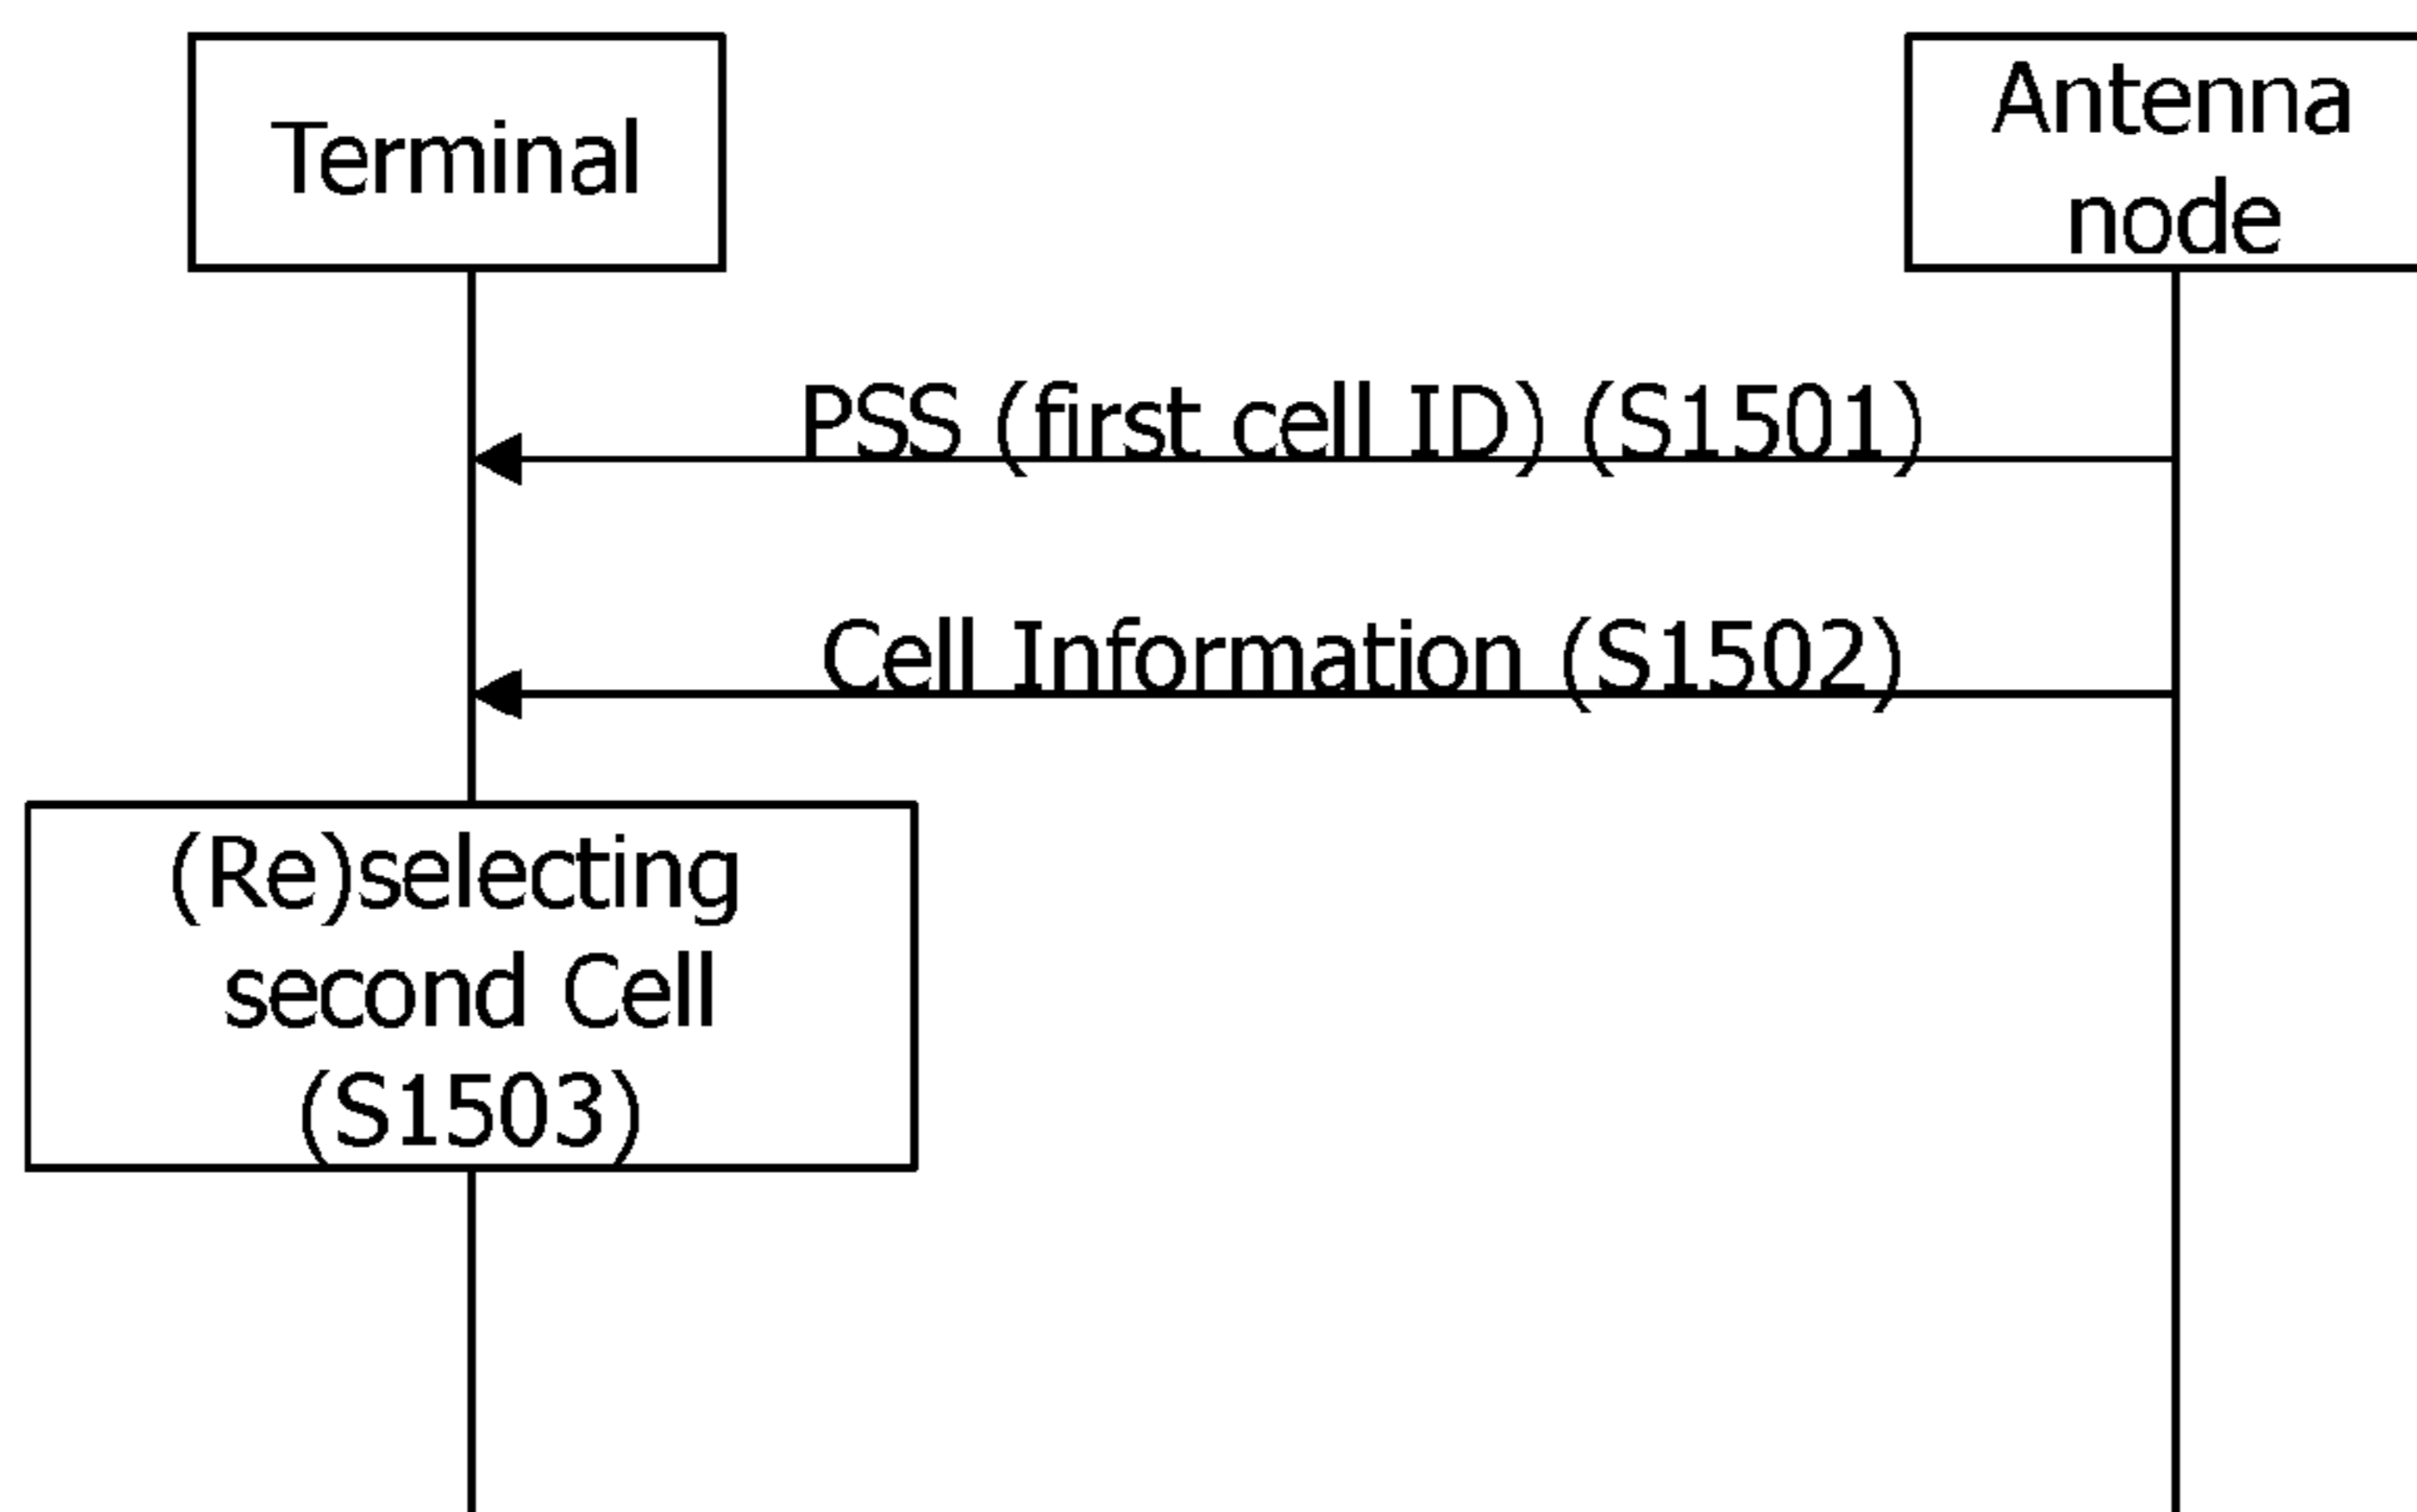 Terminal
Antenna
node
PSS (first cell ID) (S1501)
Cell Information (S1502)
(Re)selecting
second Cell
(S1503)